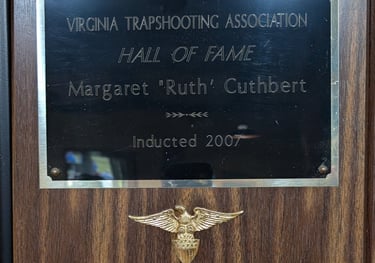 VIRGINIA TRAPSHOOTING ASSOCIATION
HALL OF FAME
Margaret "Ruth' Cuthbert
Inducted 2007